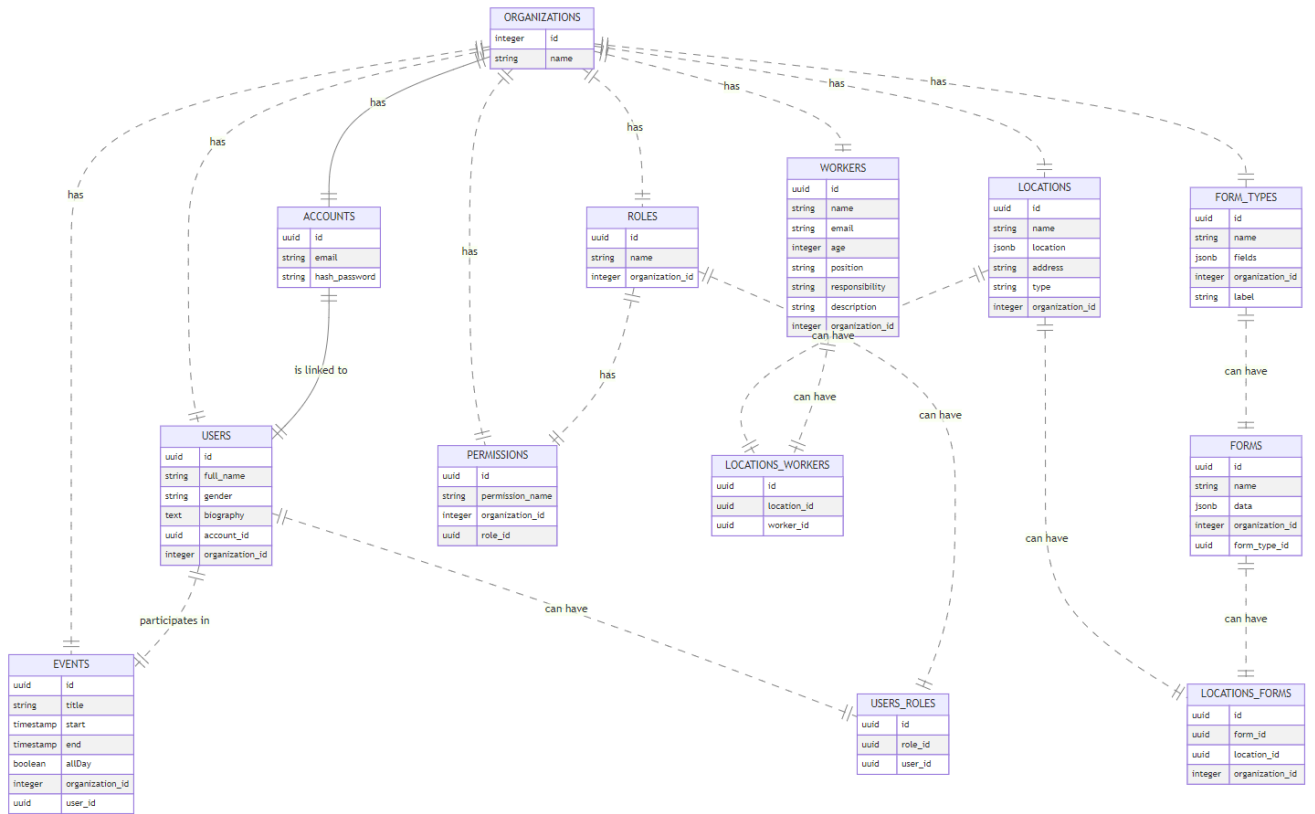 ORGANIZATIONS
integer id
string name
has
has
has
has
has
has
has
has
has
WORKERS
uuid id
string name
string email
integer age
string position
string responsibility
string description
integer organization_id
can have
LOCATIONS
uuid id
string name
jsonb location
string address
string type
integer organization_id
FORM_TYPES
uuid id
string name
jsonb fields
integer organization_id
string label
ACCOUNTS
uuid id
string email
string hash_password
ROLES
uuid id
string name
integer organization_id
is linked to
can have
can have
can have
USERS
uuid id
string full_name
string gender
text biography
uuid account_id
integer organization_id
PERMISSIONS
uuid id
string permission_name
integer organization_id
uuid role_id
LOCATIONS_WORKERS
uuid id
uuid location_id
uuid worker_id
FORMS
uuid id
string name
jsonb data
integer organization_id
uuid form_type_id
can have
can have
participates in
can have
EVENTS
uuid id
string title
timestamp start
timestamp end
boolean allDay
integer organization_id
uuid user_id
USERS_ROLES
uuid id
uuid role_id
uuid user_id
LOCATIONS_FORMS
uuid id
uuid form_id
uuid location_id
integer organization_id